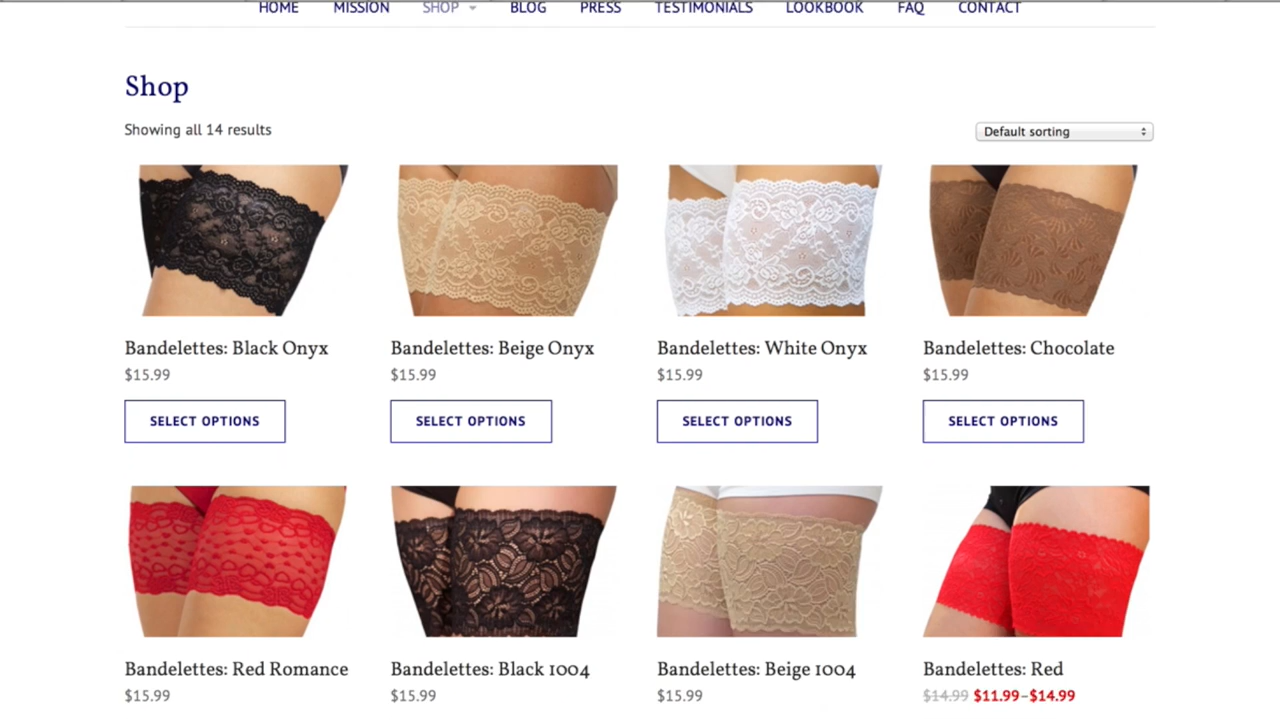 HOME MISSION SHOP BLOG PRESS TESTIMONIALS LOOKBOOK FAQ CONTACT
Shop
Showing all 14 results
Default sorting
Bandelettes: Black Onyx Bandelettes: Beige Onyx Bandelettes: White Onyx Bandelettes: Chocolate
$15.99 $15.99 $15.99 $15.99
SELECT OPTIONS SELECT OPTIONS SELECT OPTIONS SELECT OPTIONS
Bandelettes: Red Romance Bandelettes: Black 1004 Bandelettes: Beige 1004 Bandelettes: Red
$15.99 $15.99 $15.99 $14.99 $11.99–$14.99